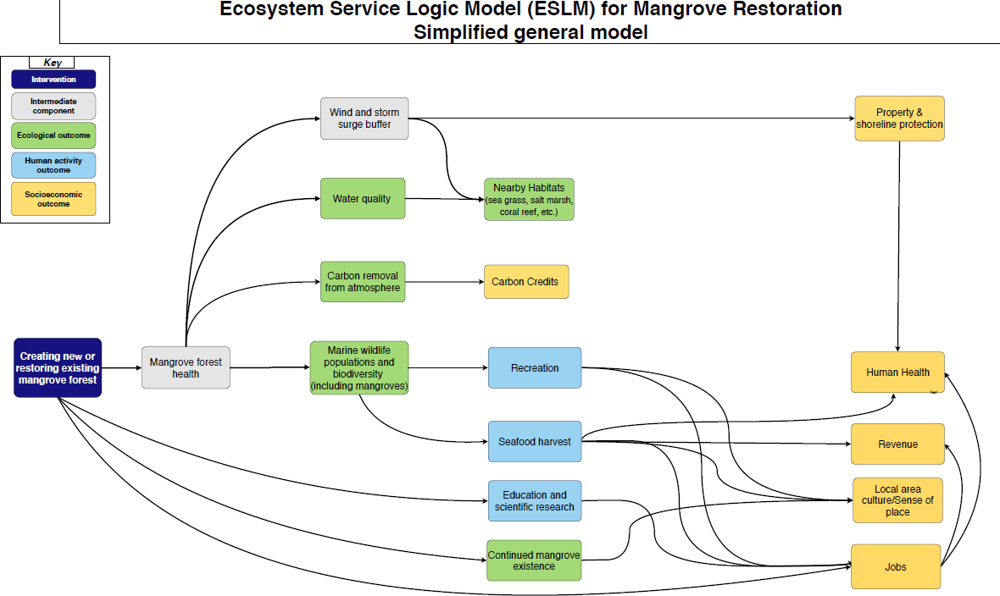 Ecosystem Service Logic Model (ESLM) for Mangrove Restoration
Simplified general model
Key
Intervention
Intermediate
component
Ecological outcome
Human activity
outcome
Socioeconomic
outcome
Wind and storm
surge buffer
Property &
shoreline protection
Water quality
Nearby Habitats
(sea grass, salt marsh,
coral reef, etc.)
Carbon removal
from atmosphere
Carbon Credits
Creating new or
restoring existing
mangrove forest
Mangrove forest
health
Marine wildlife
populations and
biodiversity
(including mangroves)
Recreation
Human Health
Text
Seafood harvest
Revenue
Education and
scientific research
Local area
culture/Sense of
place
Continued mangrove
existence
Jobs